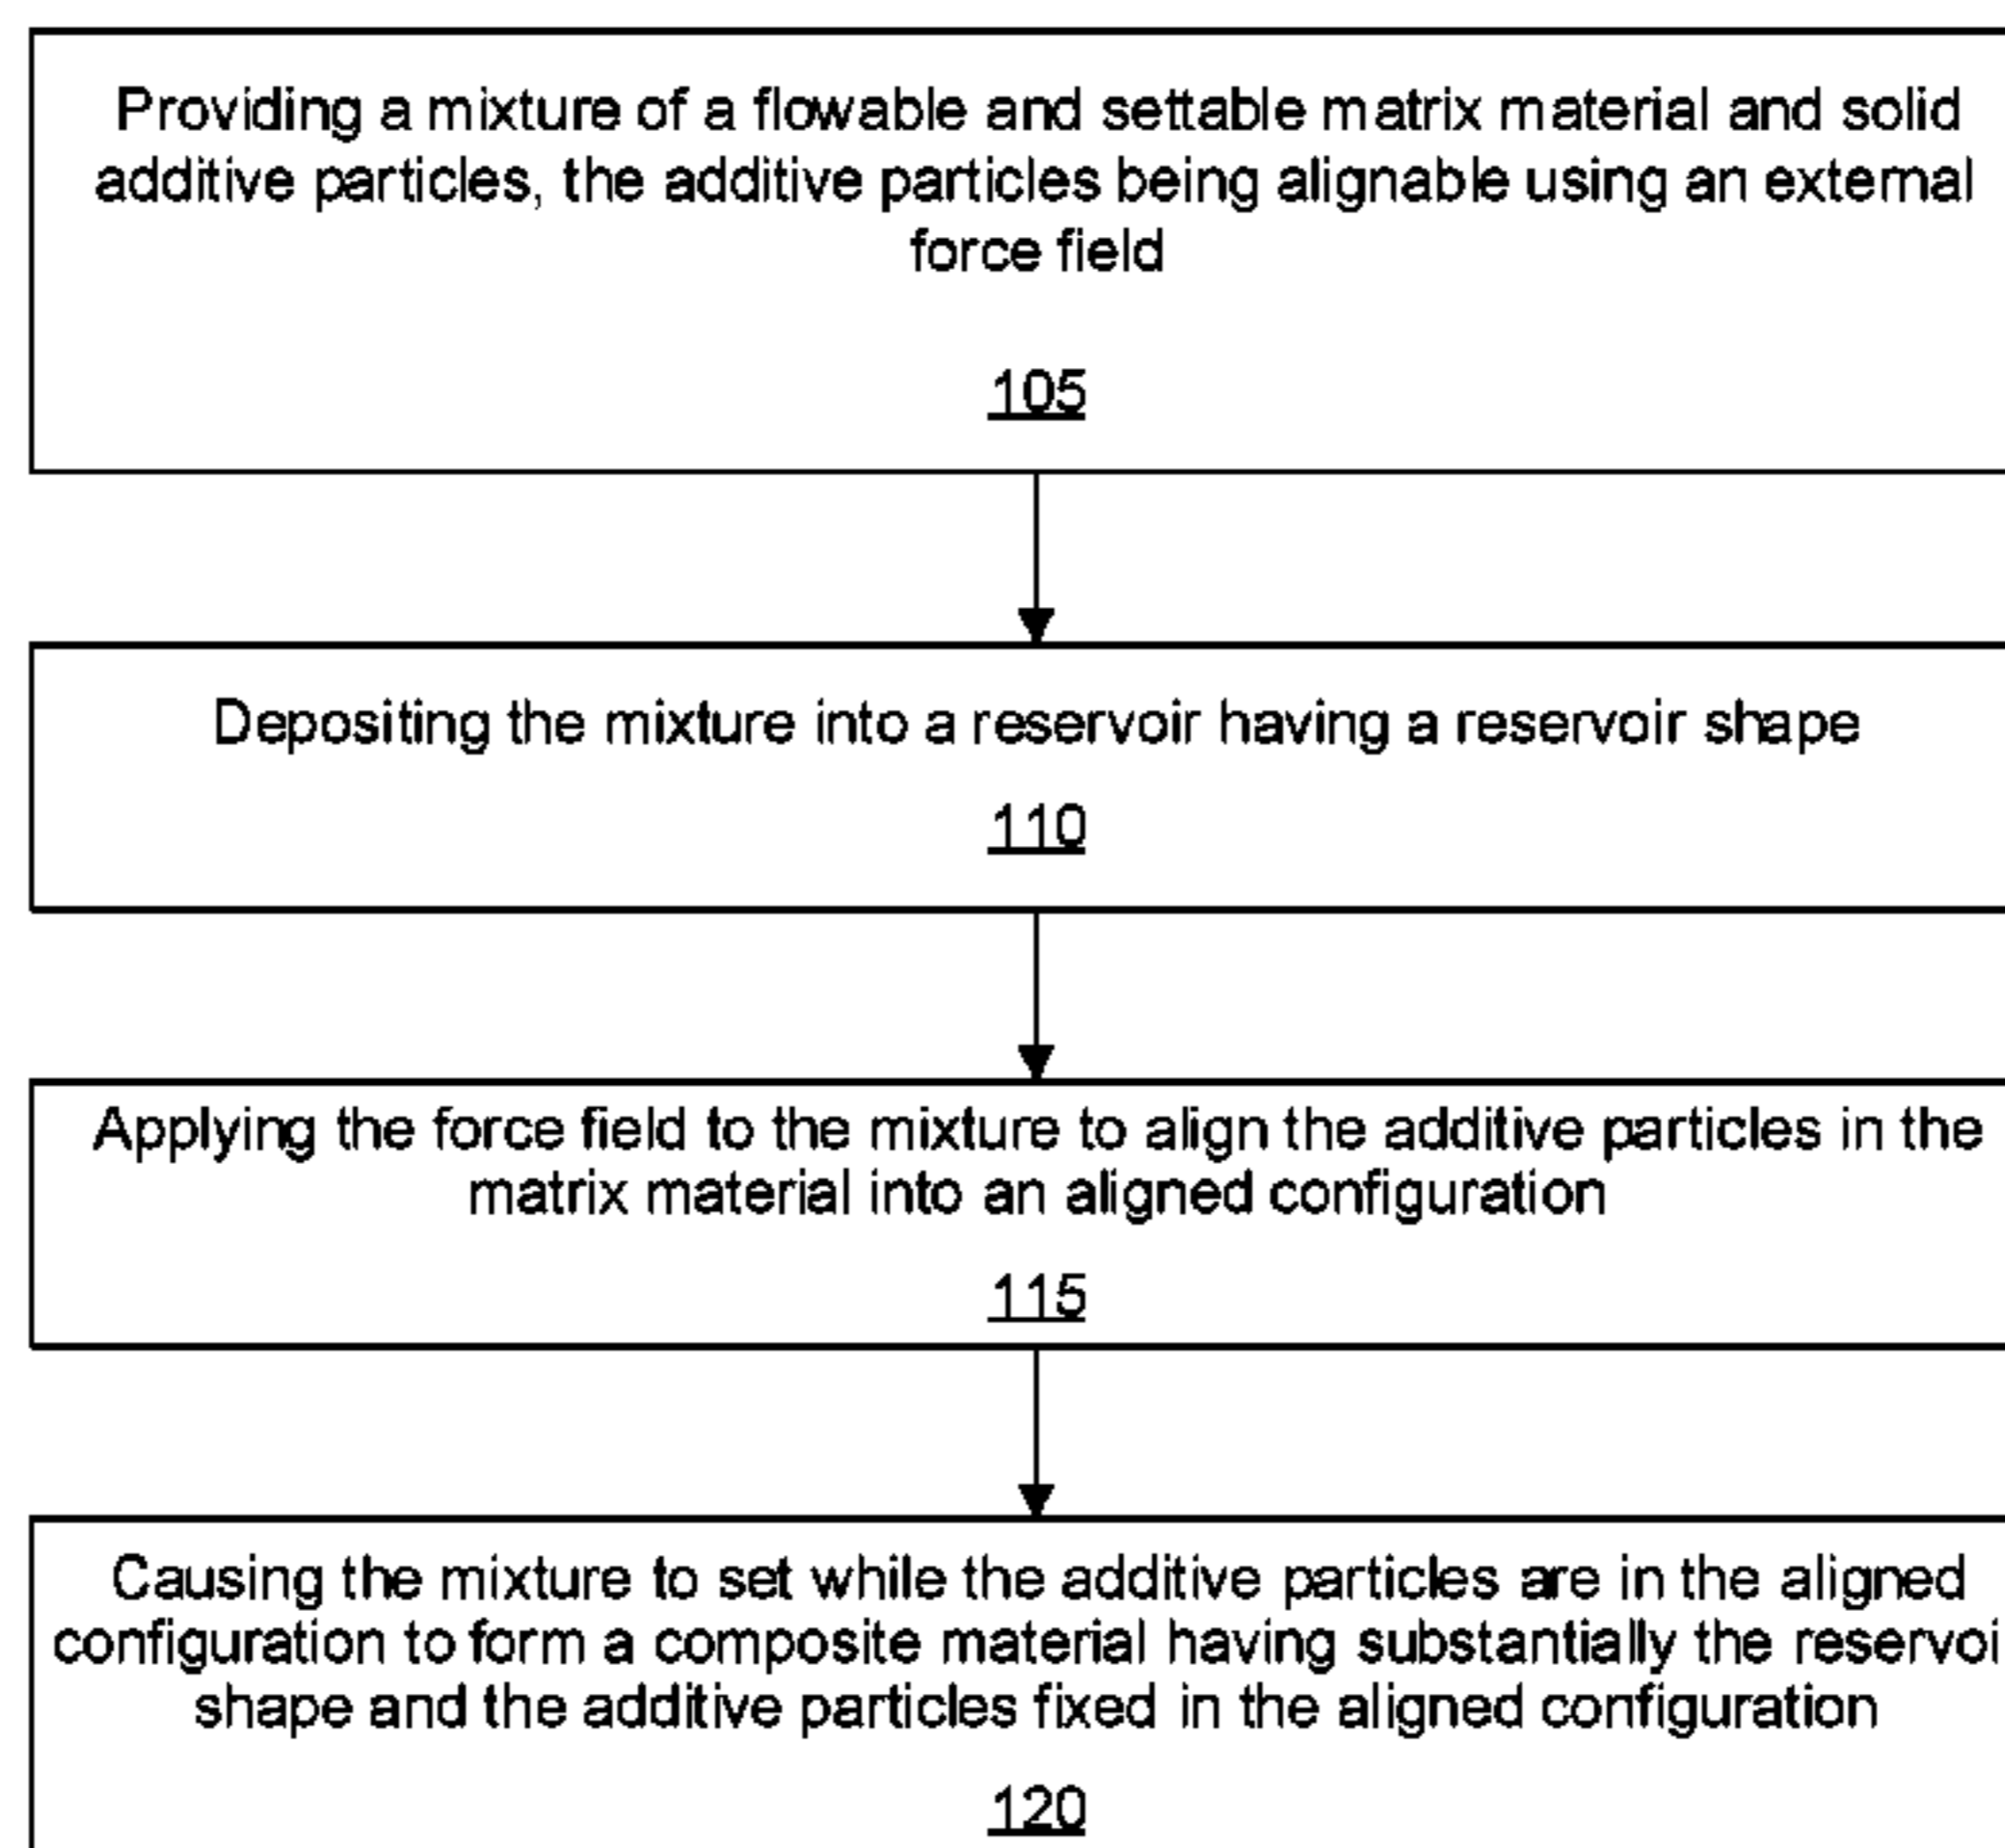 Providing a mixture of a flowable and settable matrix material and solid
additive particles, the additive particles being alignable using an external
force field
105
Depositing the mixture into a reservoir having a reservoir shape
110
Applying the force field to the mixture to align the additive particles in the
matrix material into an aligned configuration
115
Causing the mixture to set while the additive particles are in the aligned
configuration to form a composite material having substantially the reservoi
shape and the additive particles fixed in the aligned configuration
120